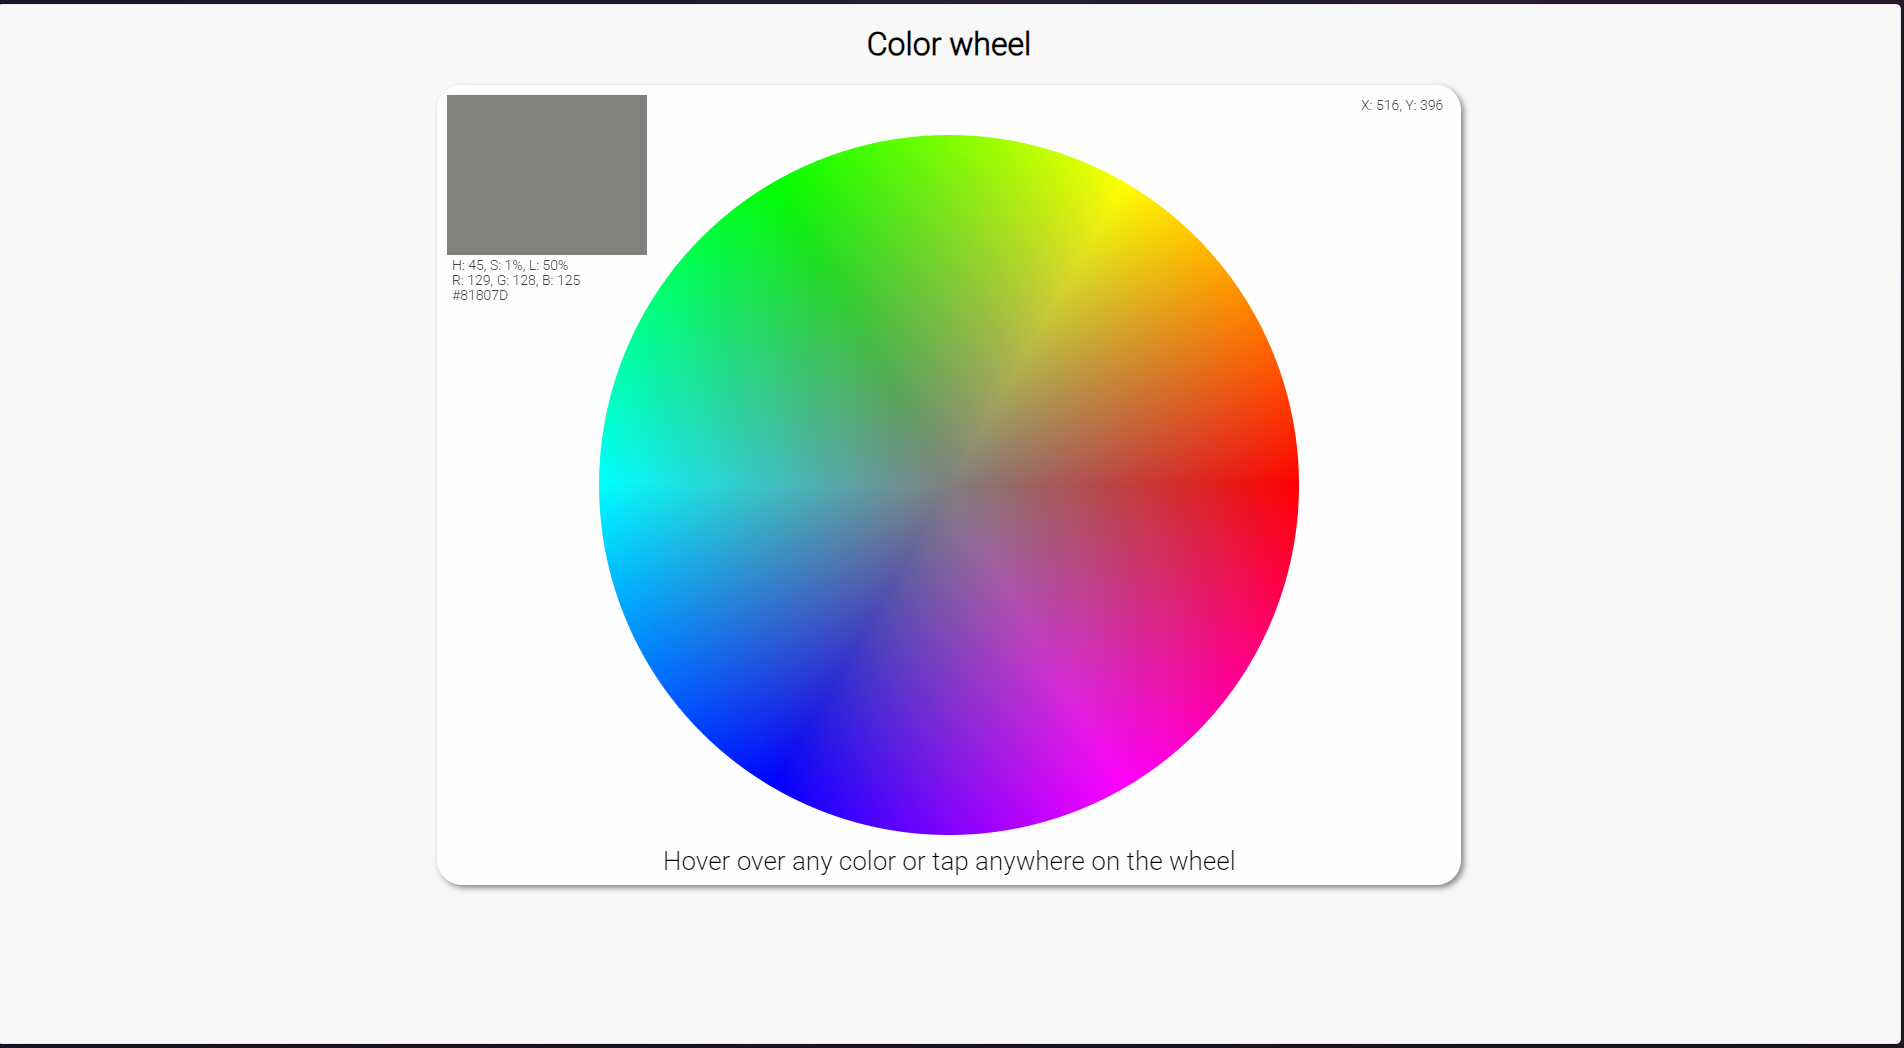 Color wheel
X: 516, Y: 396
H: 45, S: 1%, L: 50%
R: 129, G: 128, B: 125
#81807D
Hover over any color or tap anywhere on the wheel